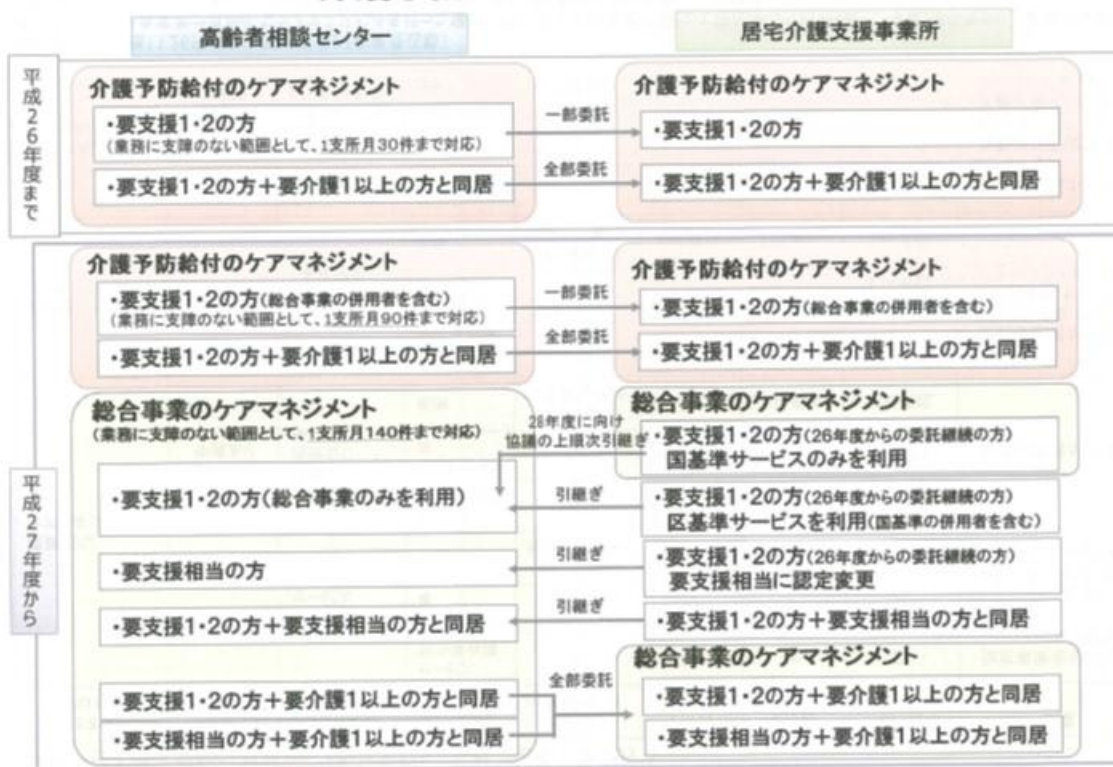 高齢者相談センター
居宅介護支援事業所
平成26年度まで
介護予防給付のケアマネジメント
・要支援1・2の方
(業務に支障のない範囲として、1支所月30件まで対応)
・要支援1・2の方＋要介護1以上の方と同居
一部委託
全部委託
介護予防給付のケアマネジメント
・要支援1・2の方
・要支援1・2の方＋要介護1以上の方と同居
平成27年度から
介護予防給付のケアマネジメント
・要支援1・2の方(総合事業の併用者を含む)
(業務に支障のない範囲として、1支所月90件まで対応)
・要支援1・2の方＋要介護1以上の方と同居
一部委託
全部委託
介護予防給付のケアマネジメント
・要支援1・2の方(総合事業の併用者を含む)
・要支援1・2の方＋要介護1以上の方と同居
総合事業のケアマネジメント
(業務に支障のない範囲として、1支所月140件まで対応)
・要支援1・2の方(総合事業のみを利用)
・要支援相当の方
・要支援1・2の方＋要支援相当の方と同居
・要支援1・2の方＋要介護1以上の方と同居
・要支援相当の方＋要介護1以上の方と同居
28年度に向け
協議の上順次引継ぎ
引継ぎ
引継ぎ
引継ぎ
全部委託
総合事業のケアマネジメント
・要支援1・2の方(26年度からの委託継続の方)
国基準サービスのみを利用
・要支援1・2の方(26年度からの委託継続の方)
区基準サービスを利用(国基準の併用者を含む)
・要支援1・2の方(26年度からの委託継続の方)
要支援相当に認定変更
・要支援1・2の方＋要支援相当の方と同居
総合事業のケアマネジメント
・要支援1・2の方＋要介護1以上の方と同居
・要支援相当の方＋要介護1以上の方と同居